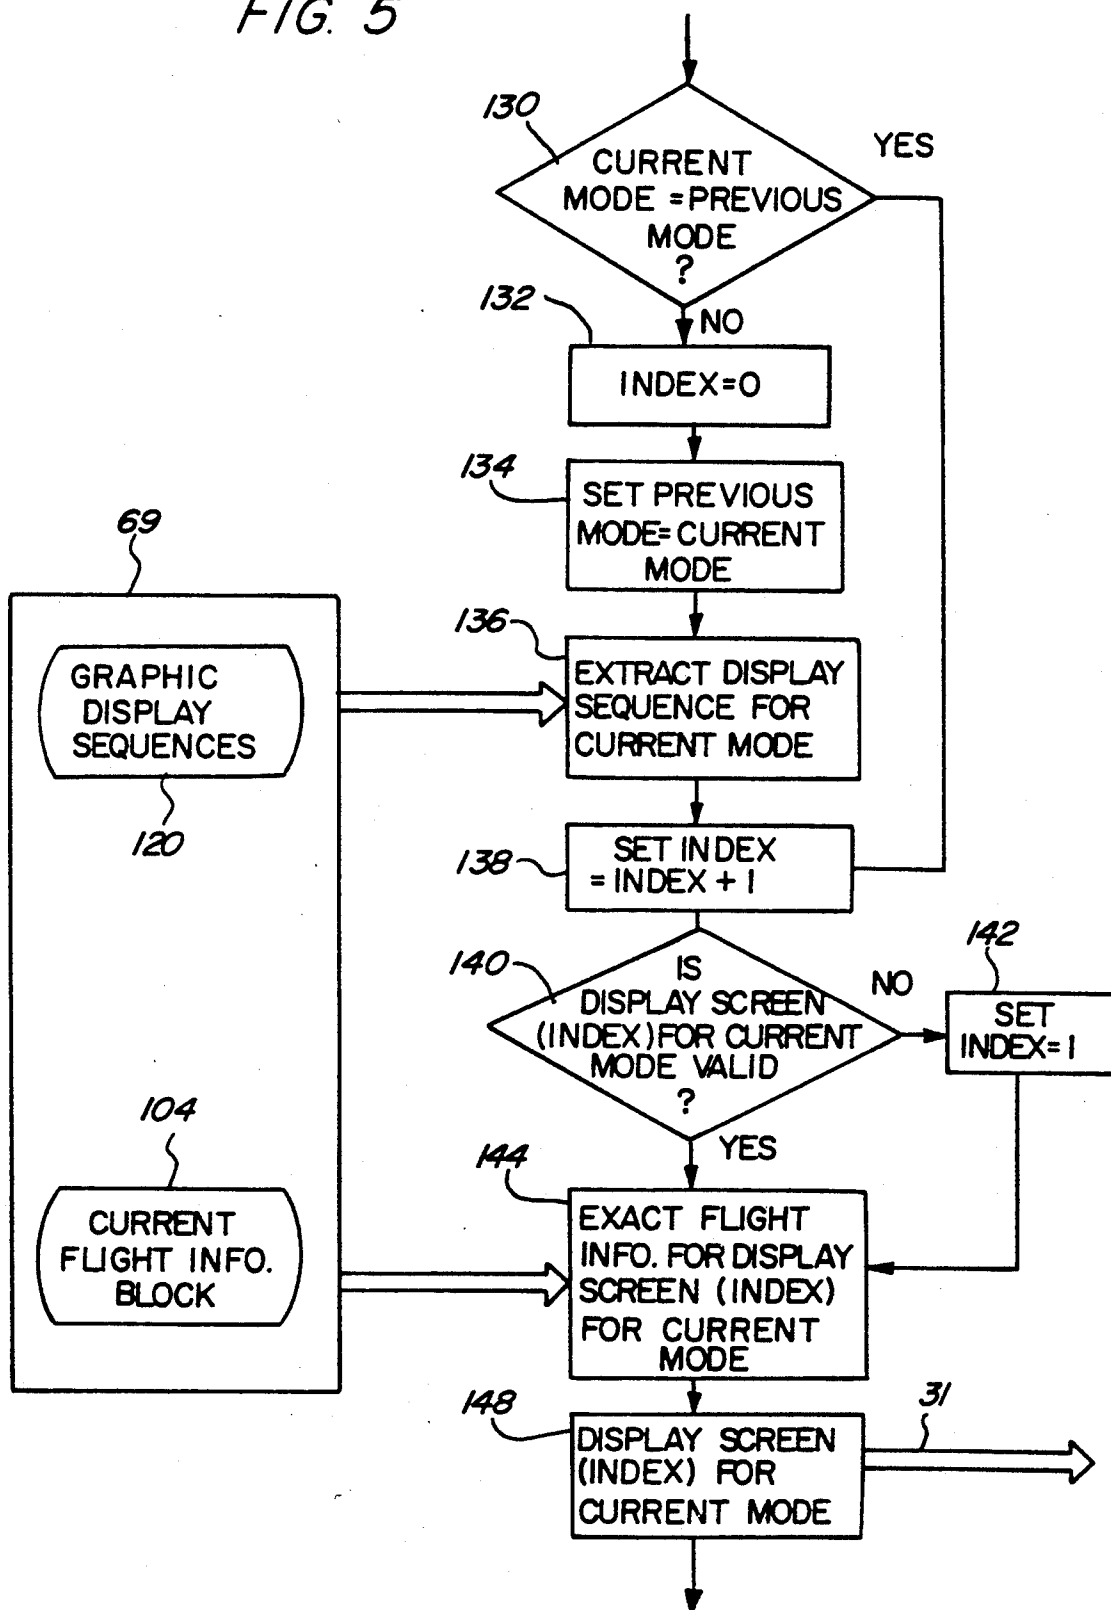 FIG. 5
130
CURRENT
MODE = PREVIOUS
MODE
?
YES
132
NO
INDEX=0
134
SET PREVIOUS
MODE= CURRENT
MODE
69
136
GRAPHIC
DISPLAY
SEQUENCES
EXTRACT DISPLAY
SEQUENCE FOR
CURRENT MODE
120
138
SET INDEX
= INDEX + 1
140
IS
DISPLAY SCREEN
(INDEX) FOR CURRENT
MODE VALID
?
NO
142
SET
INDEX=1
YES
104
144
CURRENT
FLIGHT INFO.
BLOCK
EXACT FLIGHT
INFO. FOR DISPLAY
SCREEN (INDEX)
FOR CURRENT
MODE
148
31
DISPLAY SCREEN
(INDEX) FOR
CURRENT MODE